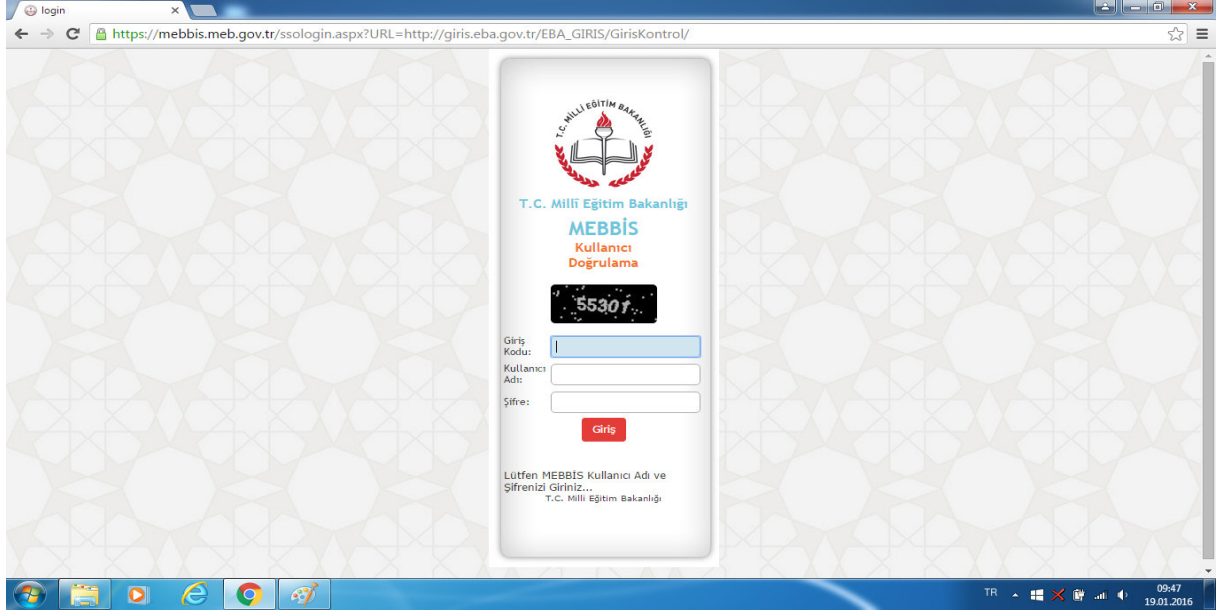 login
https://mebbis.meb.gov.tr/ssologin.aspx?URL=http://giris.eba.gov.tr/EBA_GIRIS/GirisKontrol/
T.C. MİLLİ EĞİTİM BAKANLIĞI
T.C. Millî Eğitim Bakanlığı
MEBBİS
Kullanıcı
Doğrulama
55301
Giriş
Kodu:
Kullanıcı
Adı:
Şifre:
Giriş
Lütfen MEBBİS Kullanıcı Adı ve
Şifrenizi Giriniz...
T.C. Milli Eğitim Bakanlığı
TR
09:47
19.01.2016